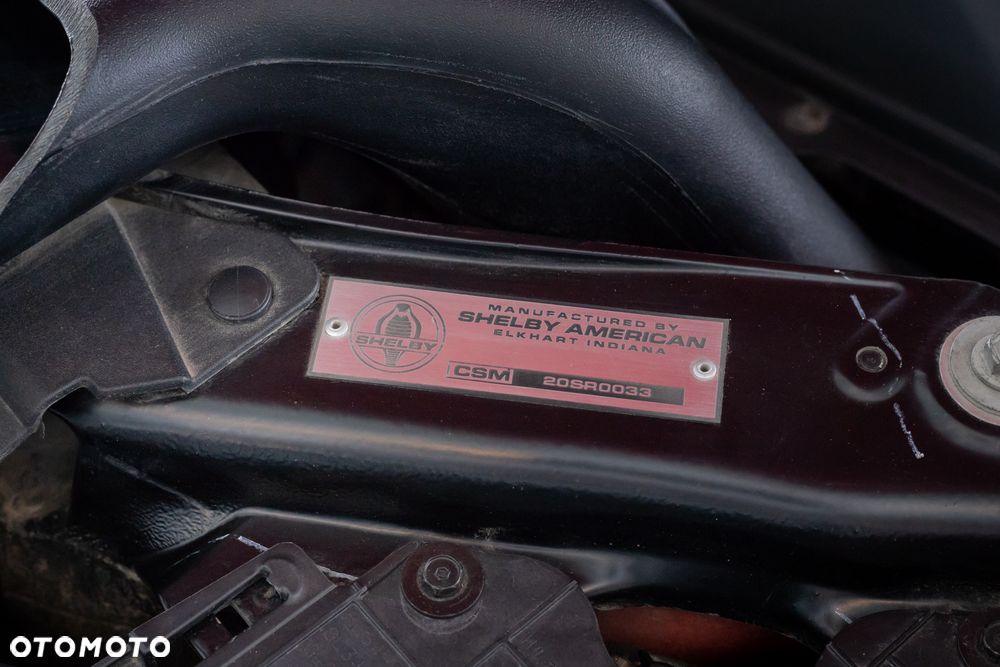 MANUFACTURED BY
SHELBY AMERICAN
ELKHART INDIANA
SHELBY
CSM 20SR0033
OTOMOTO